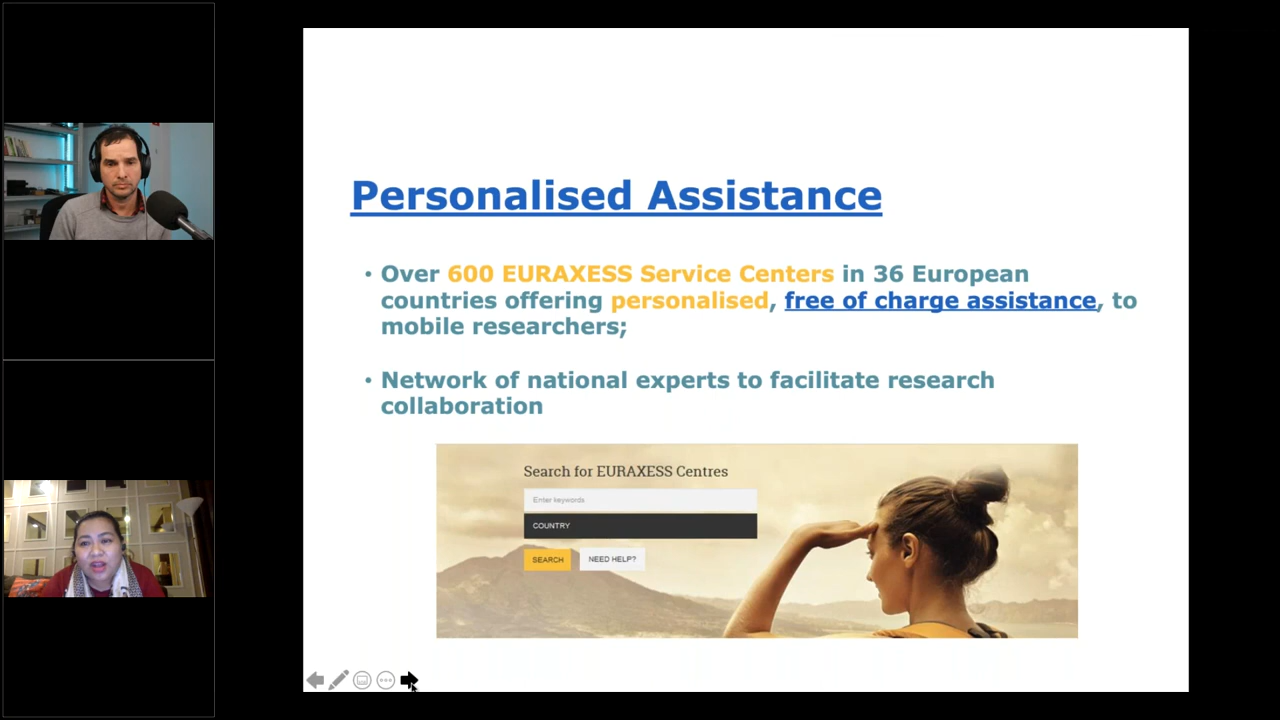 Personalised Assistance
• Over 600 EURAXESS Service Centers in 36 European
countries offering personalised, free of charge assistance, to
mobile researchers;
• Network of national experts to facilitate research
collaboration
Search for EURAXESS Centres
Enter keywords
COUNTRY
SEARCH NEED HELP?